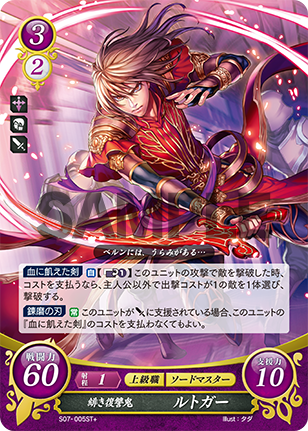 3
2
SAMPLE
ベルンには、うらみがある…
血に飢えた剣 自 [1] このユニットの攻撃で敵を撃破した時、
コストを支払うなら、主人公以外で出撃コストが1の敵を1体選び、
撃破する。
錬磨の刃 常 このユニットが に支援されている場合、このユニットの
『血に飢えた剣』のコストを支払わなくてもよい。
戦闘力
60
射程
1
上級職
ソードマスター
支援力
10
緋き復讐鬼
ルトガー
S07-005ST+
Illust:タダ